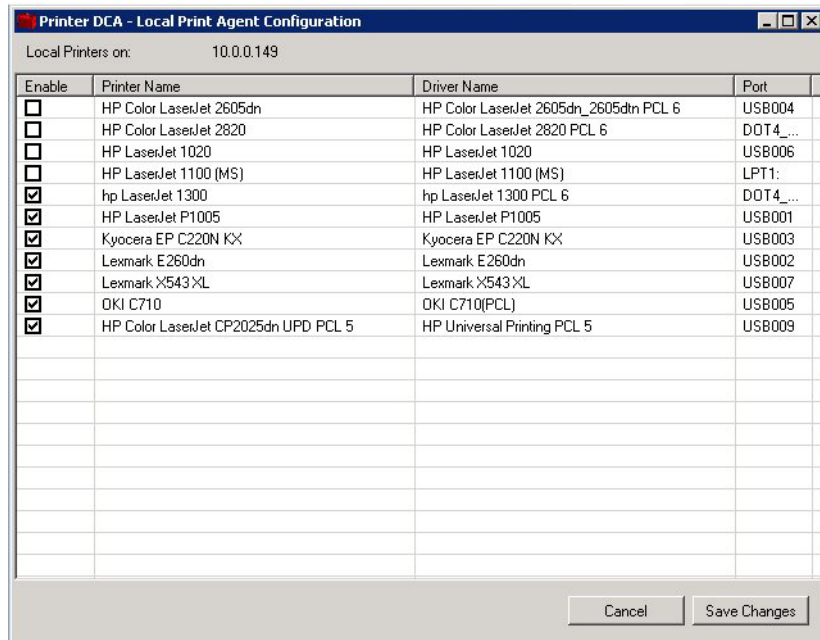 Printer DCA - Local Print Agent Configuration
Local Printers on: 10.0.0.149
Enable Printer Name Driver Name Port
HP Color LaserJet 2605dn HP Color LaserJet 2605dn_2605dtn PCL 6 USB004
HP Color LaserJet 2820 HP Color LaserJet 2820 PCL 6 DOT4_...
HP LaserJet 1020 HP LaserJet 1020 USB006
HP LaserJet 1100 (MS) HP LaserJet 1100 (MS) LPT1:
hp LaserJet 1300 hp LaserJet 1300 PCL 6 DOT4_...
HP LaserJet P1005 HP LaserJet P1005 USB001
Kyocera EP C220N KX Kyocera EP C220N KX USB003
Lexmark E260dn Lexmark E260dn USB002
Lexmark X543 XL Lexmark X543 XL USB007
OKI C710 OKI C710(PCL) USB005
HP Color LaserJet CP2025dn UPD PCL 5 HP Universal Printing PCL 5 USB009
Cancel Save Changes